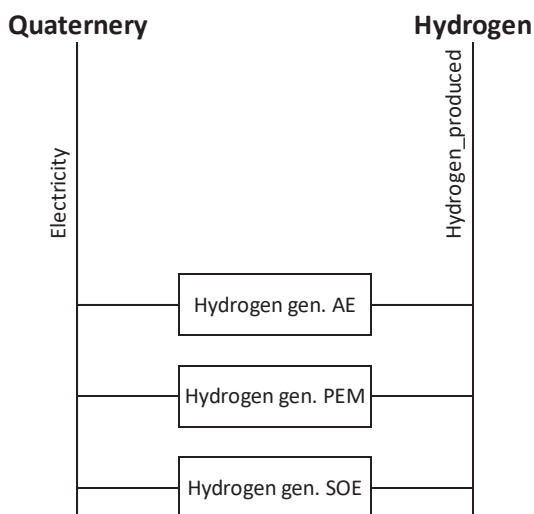 Quaternery
Hydrogen
Electricity
Hydrogen_produced
Hydrogen gen. AE
Hydrogen gen. PEM
Hydrogen gen. SOE